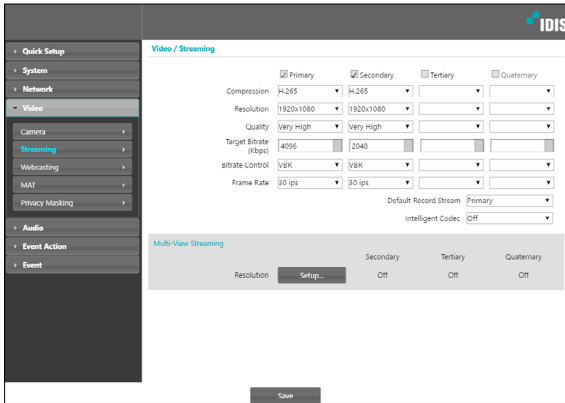 IDIS
Video / Streaming
Quick Setup
System
Network
Video
Camera
Streaming
Webcasting
MAT
Privacy Masking
Audio
Event Action
Event
Primary Secondary Tertiary Quaternary
Compression H.265 H.265
Resolution 1920x1080 1920x1080
Quality Very High Very High
Target Bitrate (Kbps) 4096 2048
Bitrate Control VBR VBR
Frame Rate 30 ips 30 ips
Default Record Stream Primary
Intelligent Codec Off
Multi-View Streaming
Secondary Tertiary Quaternary
Resolution Setup... Off Off Off
Save